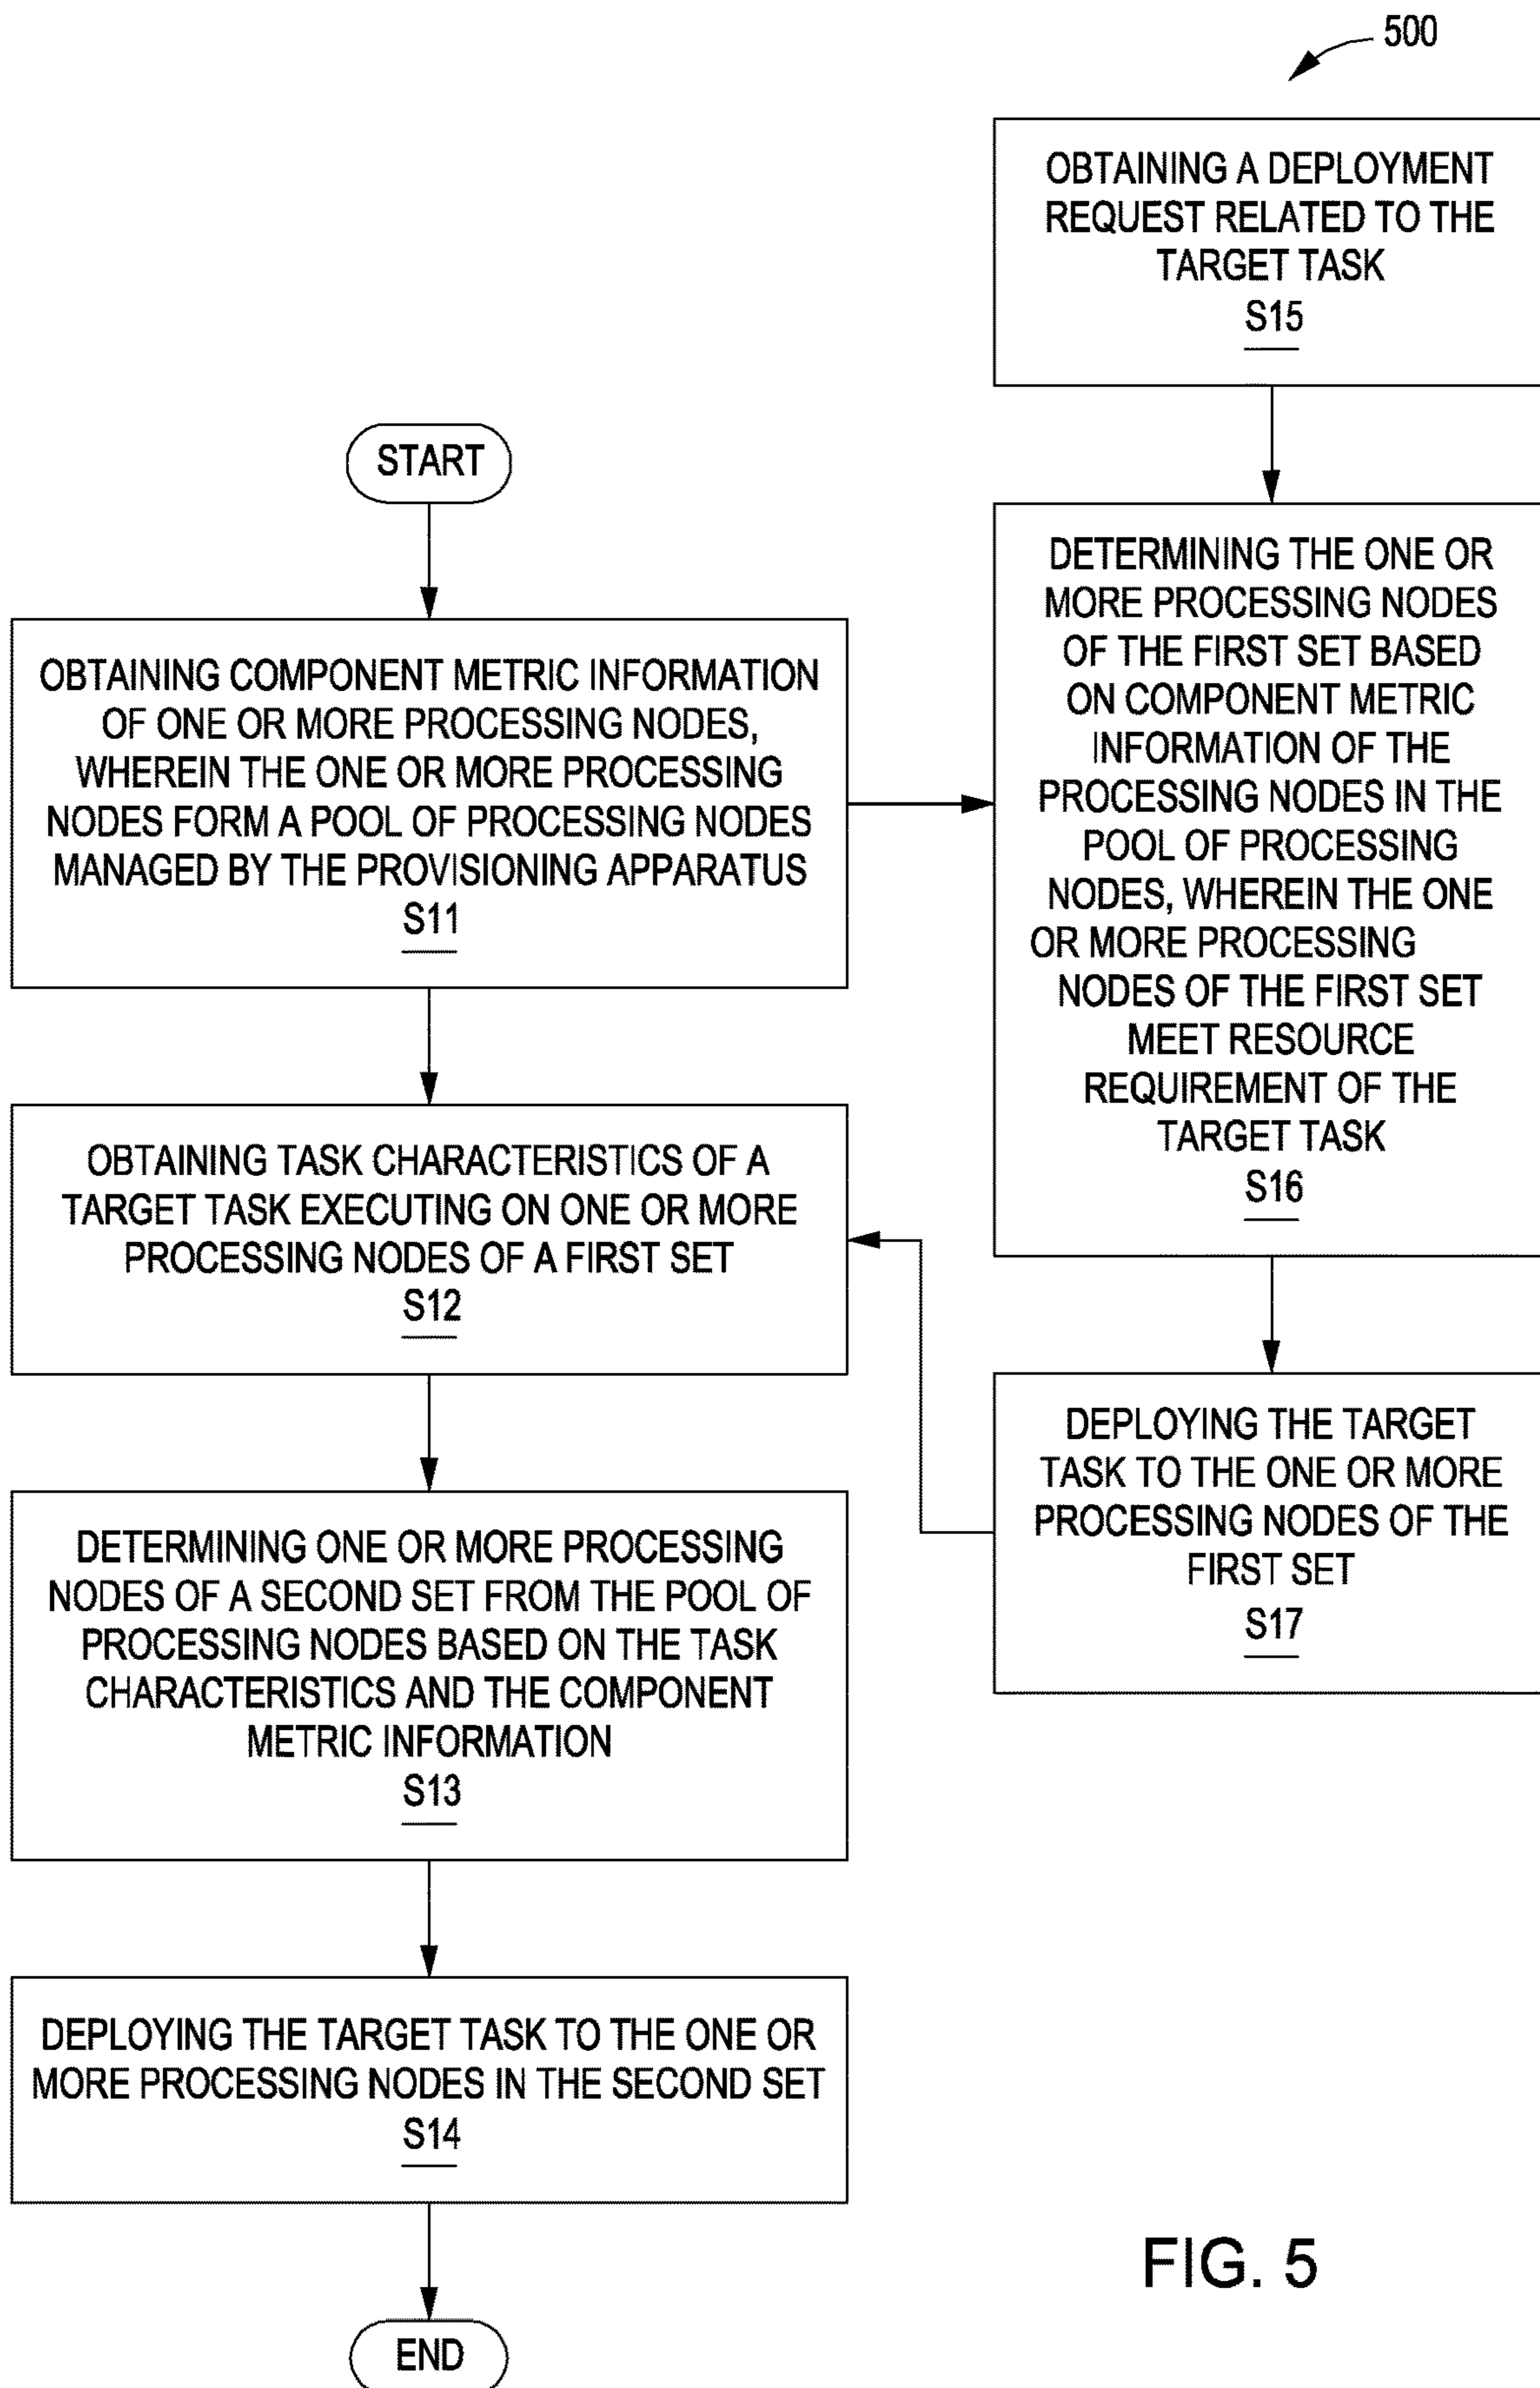 500
OBTAINING A DEPLOYMENT
REQUEST RELATED TO THE
TARGET TASK
S15
START
OBTAINING COMPONENT METRIC INFORMATION
OF ONE OR MORE PROCESSING NODES,
WHEREIN THE ONE OR MORE PROCESSING
NODES FORM A POOL OF PROCESSING NODES
MANAGED BY THE PROVISIONING APPARATUS
S11
DETERMINING THE ONE OR
MORE PROCESSING NODES
OF THE FIRST SET BASED
ON COMPONENT METRIC
INFORMATION OF THE
PROCESSING NODES IN THE
POOL OF PROCESSING
NODES, WHEREIN THE ONE
OR MORE PROCESSING
NODES OF THE FIRST SET
MEET RESOURCE
REQUIREMENT OF THE
TARGET TASK
S16
OBTAINING TASK CHARACTERISTICS OF A
TARGET TASK EXECUTING ON ONE OR MORE
PROCESSING NODES OF A FIRST SET
S12
DEPLOYING THE TARGET
TASK TO THE ONE OR MORE
PROCESSING NODES OF THE
FIRST SET
S17
DETERMINING ONE OR MORE PROCESSING
NODES OF A SECOND SET FROM THE POOL OF
PROCESSING NODES BASED ON THE TASK
CHARACTERISTICS AND THE COMPONENT
METRIC INFORMATION
S13
DEPLOYING THE TARGET TASK TO THE ONE OR
MORE PROCESSING NODES IN THE SECOND SET
S14
END
FIG. 5